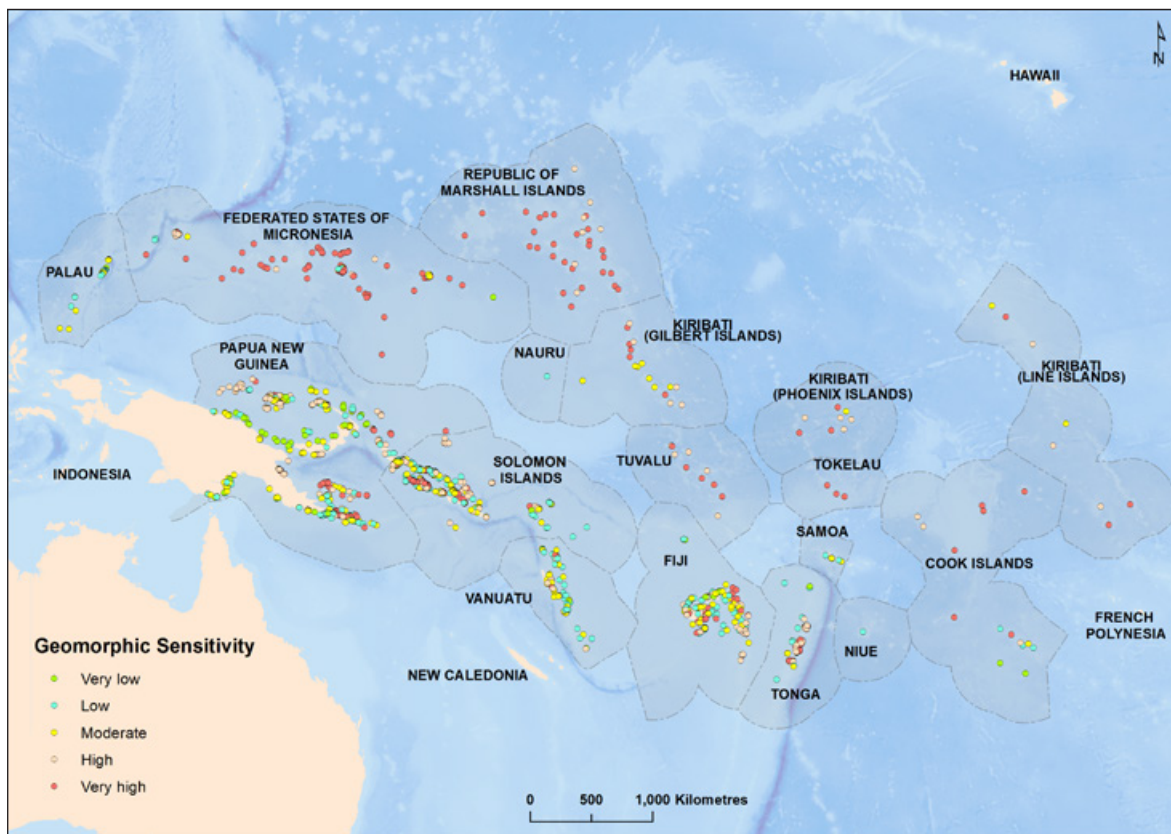 N
HAWAII
REPUBLIC OF
MARSHALL ISLANDS
FEDERATED STATES OF
MICRONESIA
PALAU
PAPUA NEW
GUINEA
NAURU
KIRIBATI
(GILBERT ISLANDS)
KIRIBATI
(PHOENIX ISLANDS)
KIRIBATI
(LINE ISLANDS)
INDONESIA
SOLOMON
ISLANDS
TUVALU
TOKELAU
SAMOA
FIJI
COOK ISLANDS
VANUATU
FRENCH
POLYNESIA
NIUE
NEW CALEDONIA
TONGA
Geomorphic Sensitivity
Very low
Low
Moderate
High
Very high
0 500 1,000 Kilometres